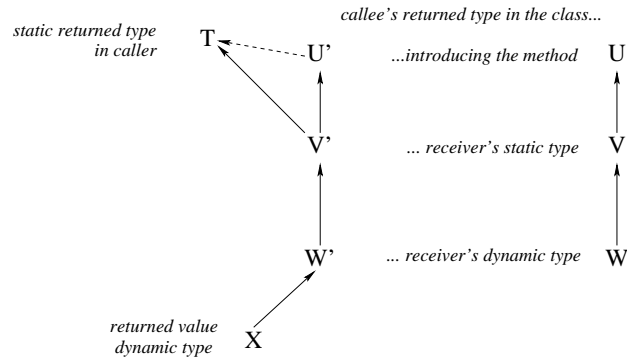 callee's returned type in the class...
static returned type
in caller
T
U'
...introducing the method
U
V'
... receiver's static type
V
W'
... receiver's dynamic type
W
returned value
dynamic type
X